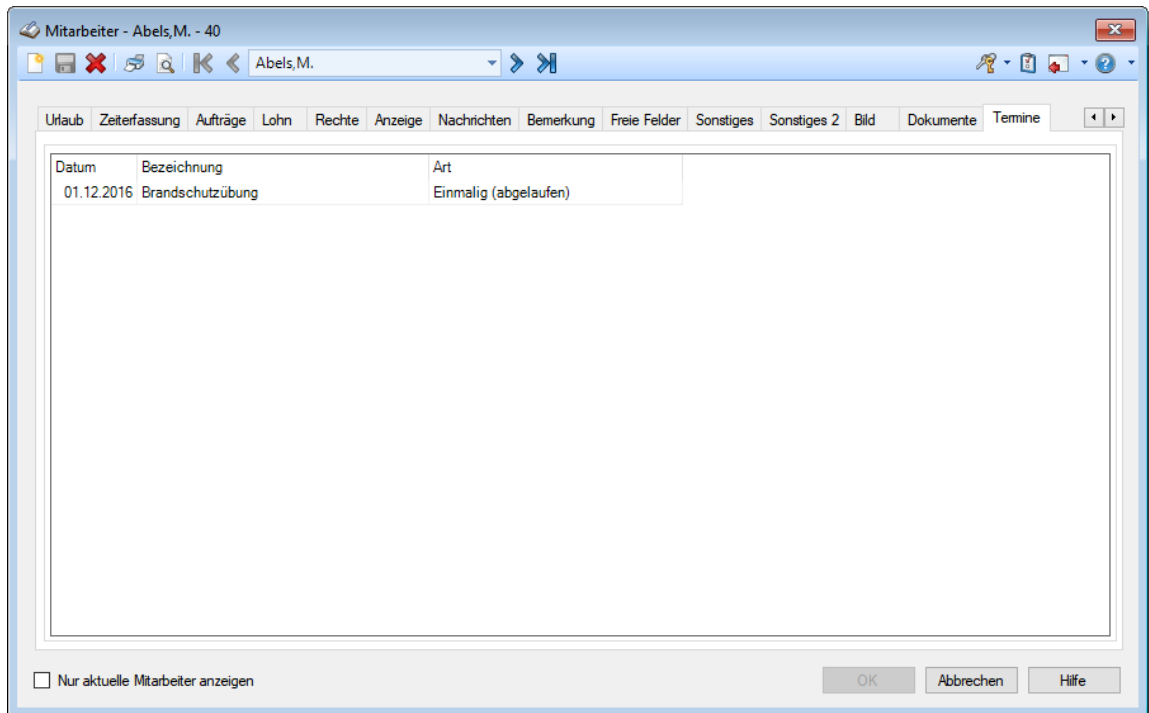 Mitarbeiter - Abels,M. - 40
Abels,M.
Urlaub Zeiterfassung Aufträge Lohn Rechte Anzeige Nachrichten Bemerkung Freie Felder Sonstiges Sonstiges 2 Bild Dokumente Termine
Datum Bezeichnung Art
01.12.2016 Brandschutzübung Einmalig (abgelaufen)
Nur aktuelle Mitarbeiter anzeigen OK Abbrechen Hilfe